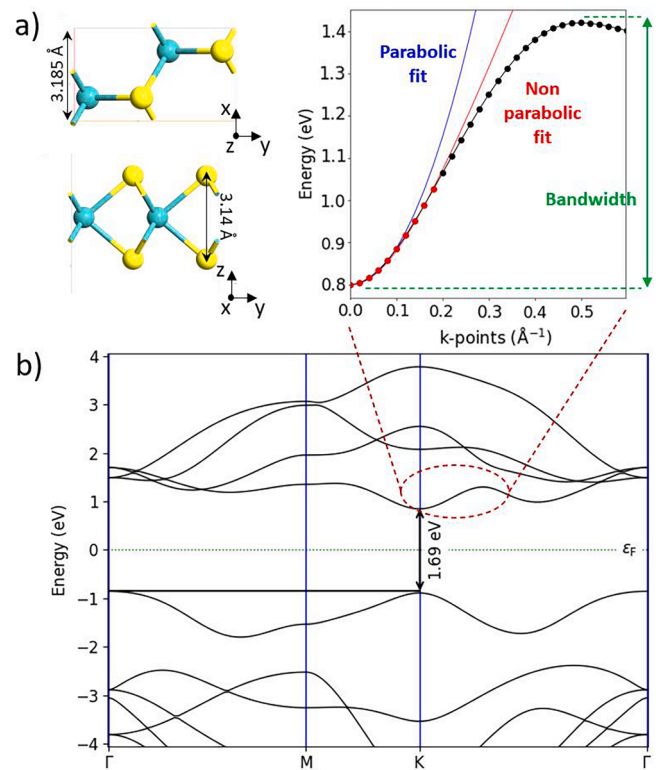 a)
3.185 Å
x
z
y
3.14 Å
z
x
y
1.4
1.3
1.2
1.1
1.0
0.9
0.8
Energy (eV)
Parabolic
fit
Non
parabolic
fit
Bandwidth
0.0
0.1
0.2
0.3
0.4
0.5
k-points (Å⁻¹)
b)
4
3
2
1
0
−1
−2
−3
−4
Energy (eV)
1.69 eV
εF
Γ
M
K
Γ